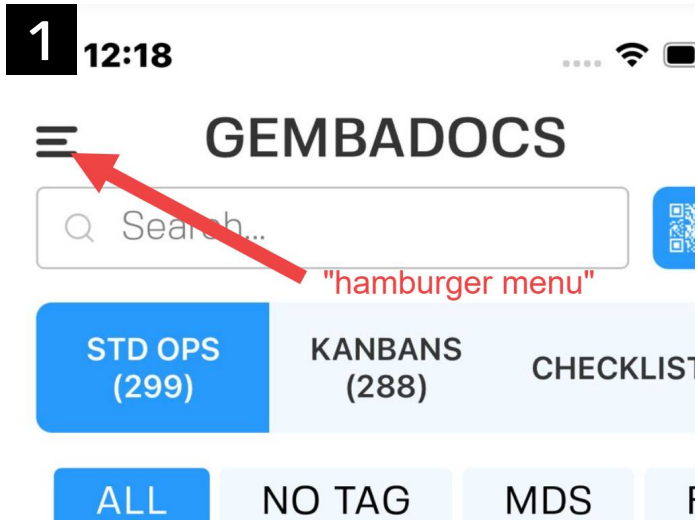 1
12:18
GEMBADOCS
Search...
"hamburger menu"
STD OPS
(299)
KANBANS
(288)
CHECKLIST
ALL
NO TAG
MDS